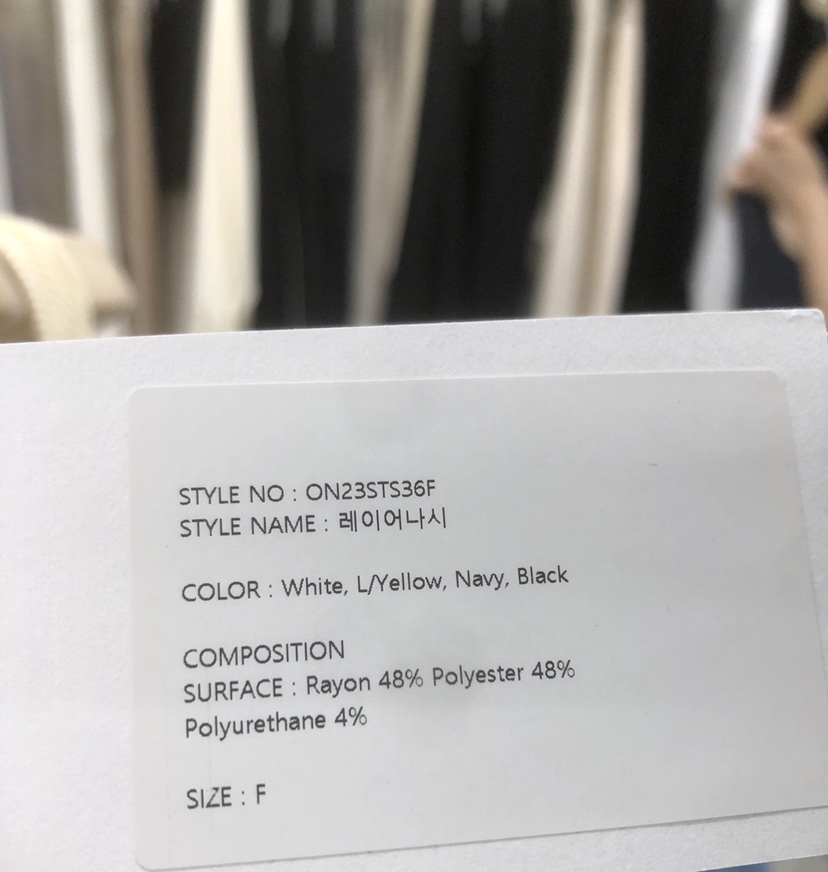 STYLE NO : ON23STS36F
STYLE NAME : 레이어나시
COLOR : White, L/Yellow, Navy, Black
COMPOSITION
SURFACE : Rayon 48% Polyester 48%
Polyurethane 4%
SIZE : F